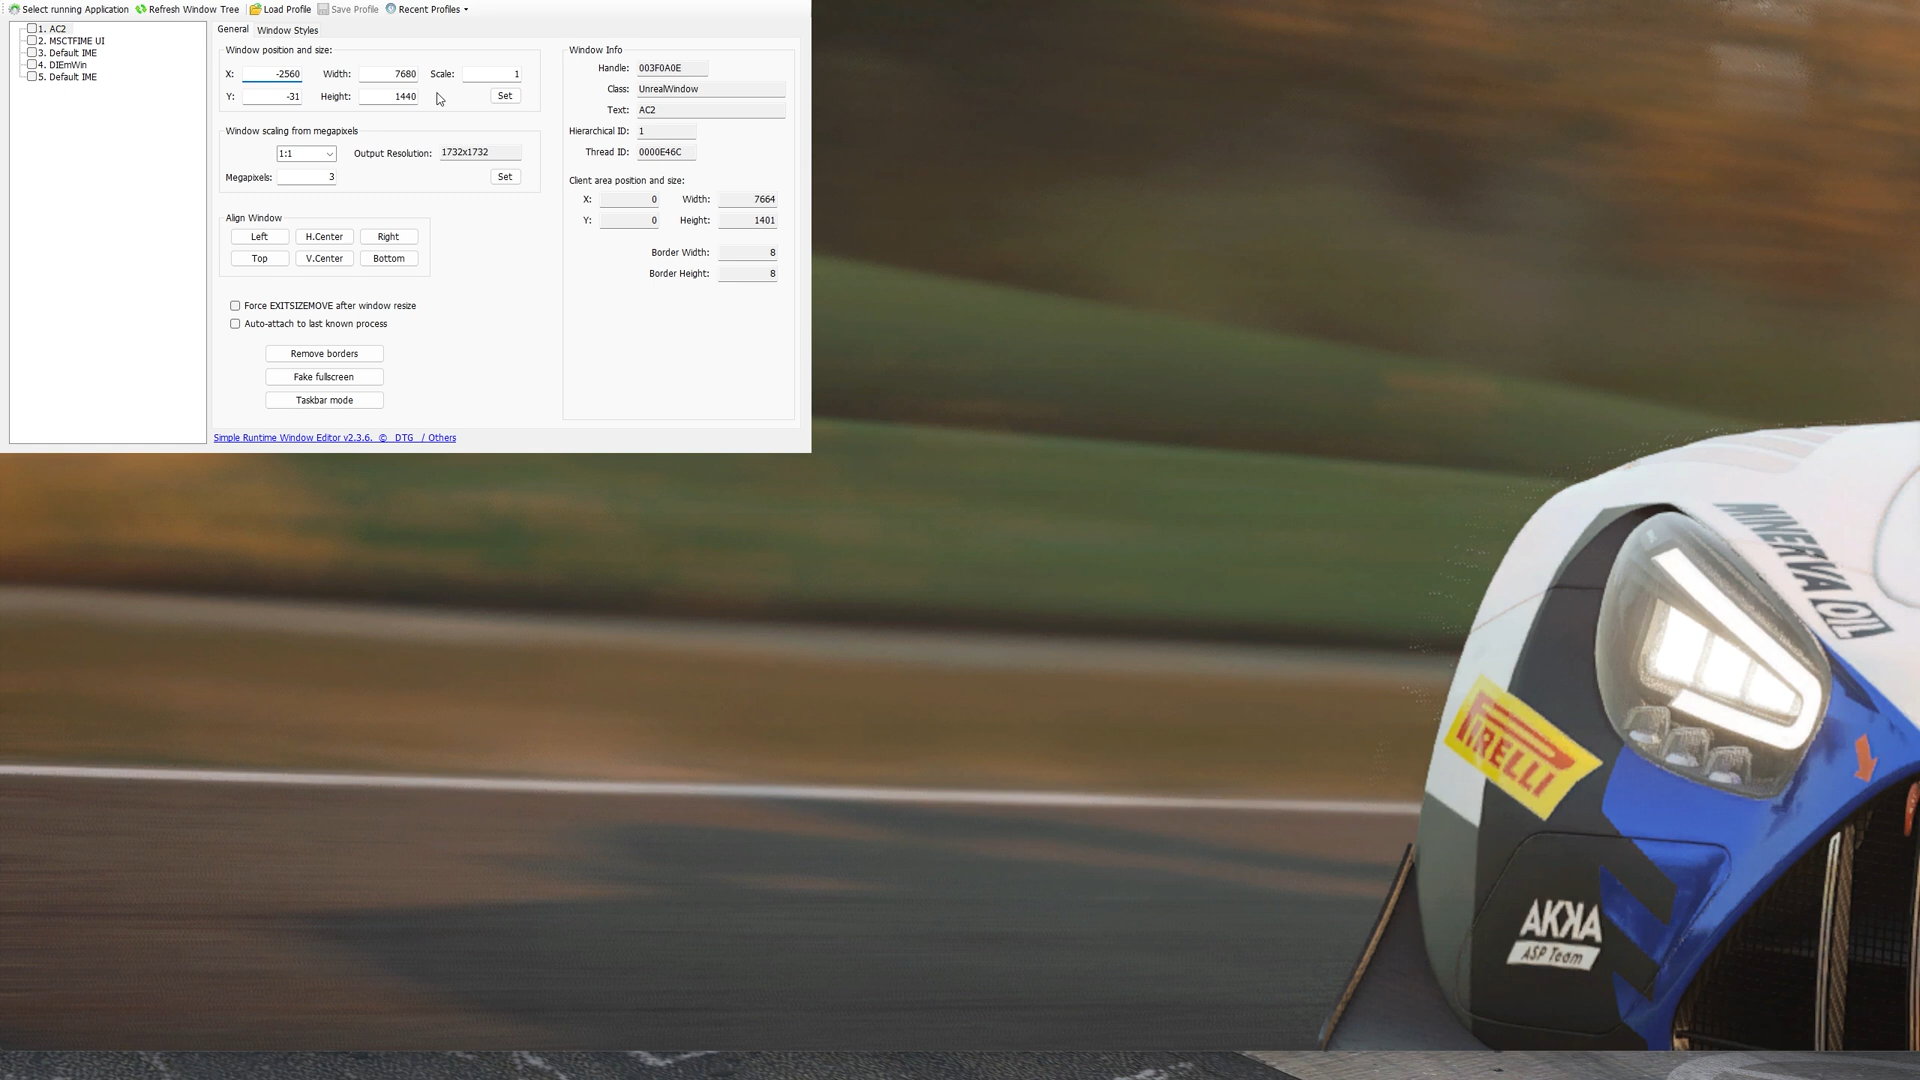 Select running Application Refresh Window Tree Load Profile Save Profile Recent Profiles
1. AC2
2. MSCTFIME UI
3. Default IME
4. DIEmWin
5. Default IME
General Window Styles
Window position and size:
X: -2560 Width: 7680 Scale: 1
Y: -31 Height: 1440 Set
Window scaling from megapixels
1:1 Output Resolution: 1732x1732
Megapixels: 3 Set
Align Window
Left H.Center Right
Top V.Center Bottom
Force EXITSIZEMOVE after window resize
Auto-attach to last known process
Remove borders
Fake fullscreen
Taskbar mode
Window Info
Handle: 003F0A0E
Class: UnrealWindow
Text: AC2
Hierarchical ID: 1
Thread ID: 0000E46C
Client area position and size:
X: 0 Width: 7664
Y: 0 Height: 1401
Border Width: 8
Border Height: 8
Simple Runtime Window Editor v2.3.6. © DTG / Others
MINERVA OIL
PIRELLI
AKKA
ASP Team